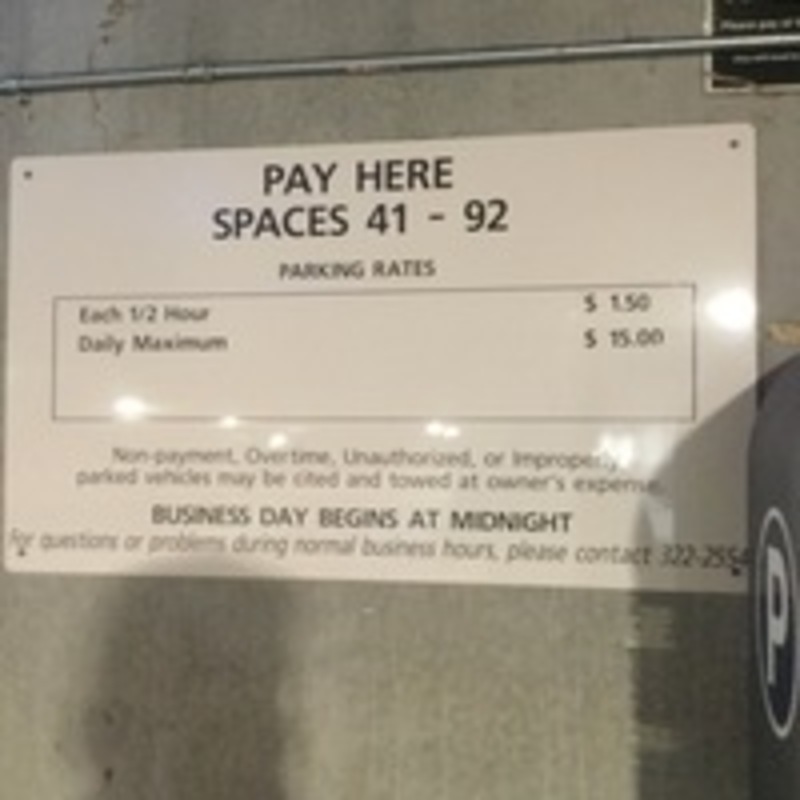 Please pay
PAY HERE
SPACES 41 - 92
PARKING RATES
Each 1/2 Hour $ 1.50
Daily Maximum $ 15.00
Non-payment, Overtime, Unauthorized, or Improperly
parked vehicles may be cited and towed at owner's expense.
BUSINESS DAY BEGINS AT MIDNIGHT
For questions or problems during normal business hours, please contact 322-2554
P